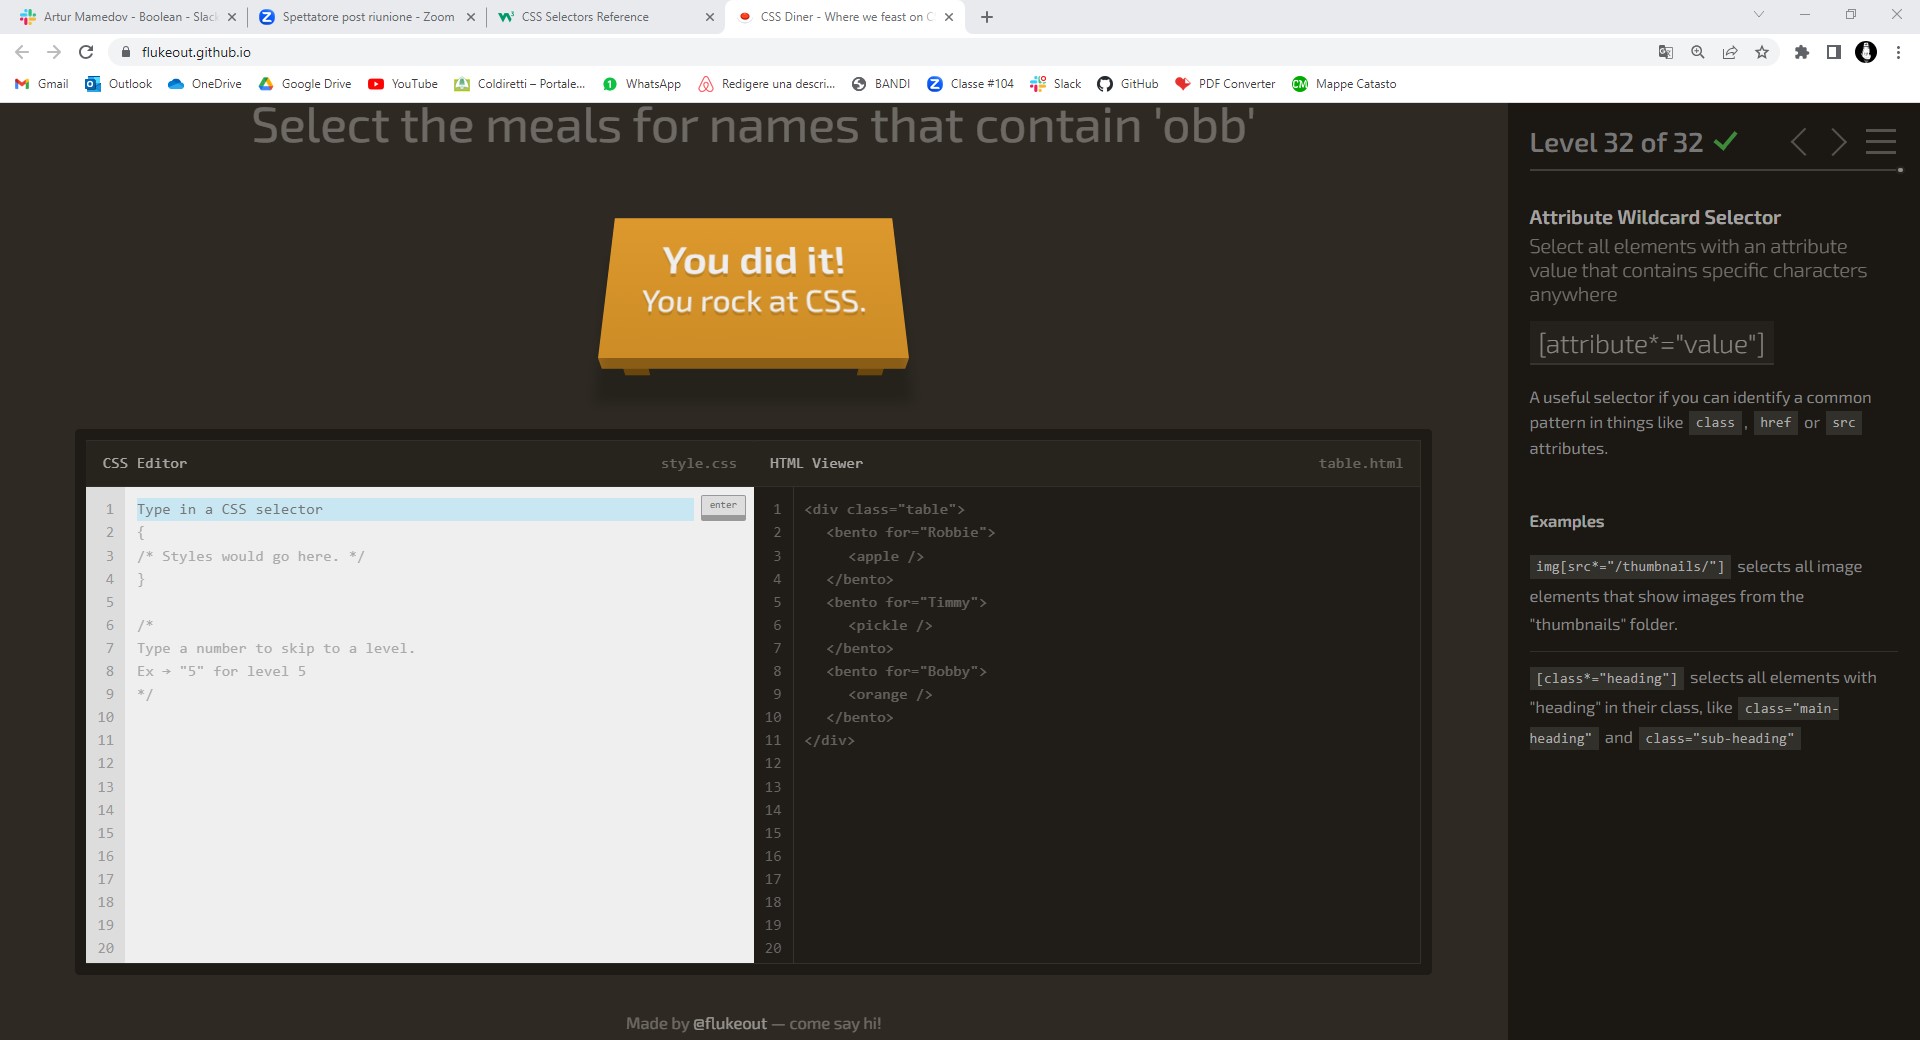 Artur Mamedov - Boolean - Slack
Spettatore post riunione - Zoom
CSS Selectors Reference
CSS Diner - Where we feast on C
flukeout.github.io
Gmail
Outlook
OneDrive
Google Drive
YouTube
Coldiretti – Portale...
WhatsApp
Redigere una descri...
BANDI
Classe #104
Slack
GitHub
PDF Converter
Mappe Catasto
Select the meals for names that contain 'obb'
You did it!
You rock at CSS.
CSS Editor
style.css
1 Type in a CSS selector
enter
2 {
3 /* Styles would go here. */
4 }
5
6 /*
7 Type a number to skip to a level.
8 Ex → "5" for level 5
9 */
10
11
12
13
14
15
16
17
18
19
20
HTML Viewer
table.html
1 <div class="table">
2 <bento for="Robbie">
3 <apple />
4 </bento>
5 <bento for="Timmy">
6 <pickle />
7 </bento>
8 <bento for="Bobby">
9 <orange />
10 </bento>
11 </div>
12
13
14
15
16
17
18
19
20
Made by @flukeout — come say hi!
Level 32 of 32
Attribute Wildcard Selector
Select all elements with an attribute
value that contains specific characters
anywhere
[attribute*="value"]
A useful selector if you can identify a common
pattern in things like class , href or src
attributes.
Examples
img[src*="/thumbnails/"] selects all image
elements that show images from the
"thumbnails" folder.
[class*="heading"] selects all elements with
"heading" in their class, like class="main-
heading" and class="sub-heading"